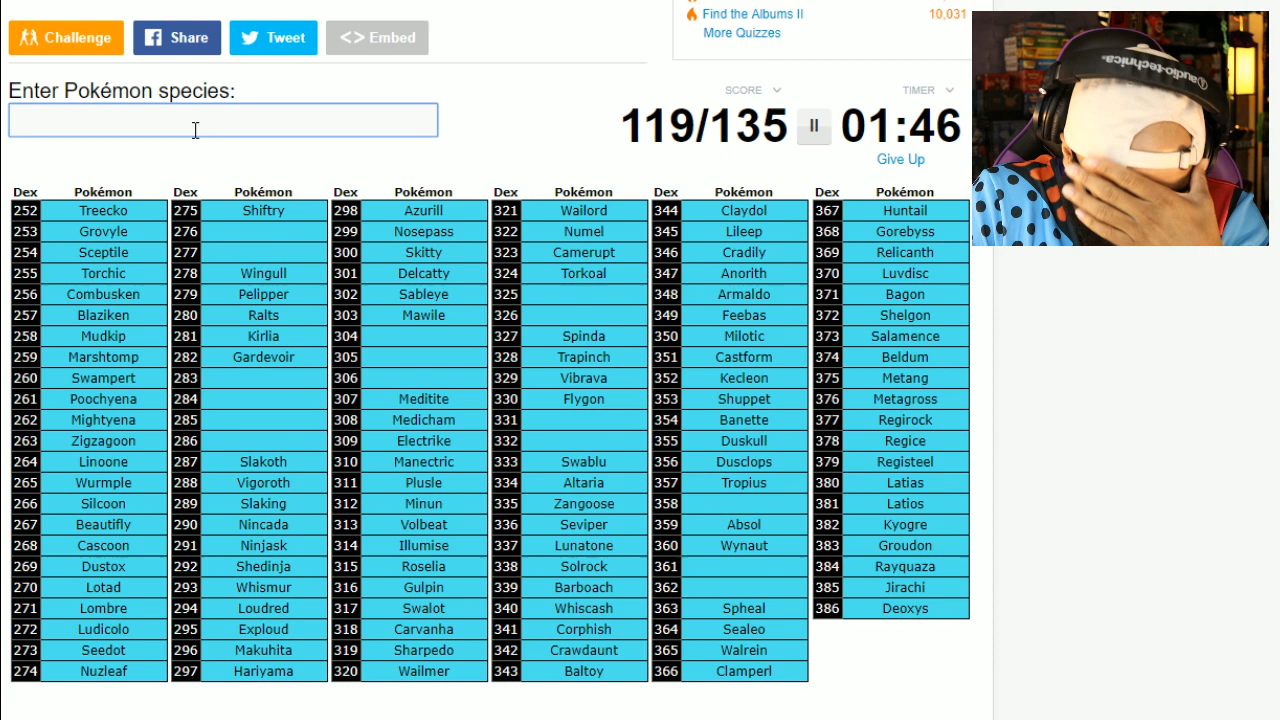 Challenge Share Tweet <> Embed
Find the Albums II 10,031
More Quizzes
Enter Pokémon species:
SCORE TIMER
119/135 01:46
Give Up
audio-technica
Dex Pokémon Dex Pokémon Dex Pokémon Dex Pokémon Dex Pokémon Dex Pokémon
252 Treecko 275 Shiftry 298 Azurill 321 Wailord 344 Claydol 367 Huntail
253 Grovyle 276 299 Nosepass 322 Numel 345 Lileep 368 Gorebyss
254 Sceptile 277 300 Skitty 323 Camerupt 346 Cradily 369 Relicanth
255 Torchic 278 Wingull 301 Delcatty 324 Torkoal 347 Anorith 370 Luvdisc
256 Combusken 279 Pelipper 302 Sableye 325 348 Armaldo 371 Bagon
257 Blaziken 280 Ralts 303 Mawile 326 349 Feebas 372 Shelgon
258 Mudkip 281 Kirlia 304 327 Spinda 350 Milotic 373 Salamence
259 Marshtomp 282 Gardevoir 305 328 Trapinch 351 Castform 374 Beldum
260 Swampert 283 306 329 Vibrava 352 Kecleon 375 Metang
261 Poochyena 284 307 Meditite 330 Flygon 353 Shuppet 376 Metagross
262 Mightyena 285 308 Medicham 331 354 Banette 377 Regirock
263 Zigzagoon 286 309 Electrike 332 355 Duskull 378 Regice
264 Linoone 287 Slakoth 310 Manectric 333 Swablu 356 Dusclops 379 Registeel
265 Wurmple 288 Vigoroth 311 Plusle 334 Altaria 357 Tropius 380 Latias
266 Silcoon 289 Slaking 312 Minun 335 Zangoose 358 381 Latios
267 Beautifly 290 Nincada 313 Volbeat 336 Seviper 359 Absol 382 Kyogre
268 Cascoon 291 Ninjask 314 Illumise 337 Lunatone 360 Wynaut 383 Groudon
269 Dustox 292 Shedinja 315 Roselia 338 Solrock 361 384 Rayquaza
270 Lotad 293 Whismur 316 Gulpin 339 Barboach 362 385 Jirachi
271 Lombre 294 Loudred 317 Swalot 340 Whiscash 363 Spheal 386 Deoxys
272 Ludicolo 295 Exploud 318 Carvanha 341 Corphish 364 Sealeo
273 Seedot 296 Makuhita 319 Sharpedo 342 Crawdaunt 365 Walrein
274 Nuzleaf 297 Hariyama 320 Wailmer 343 Baltoy 366 Clamperl